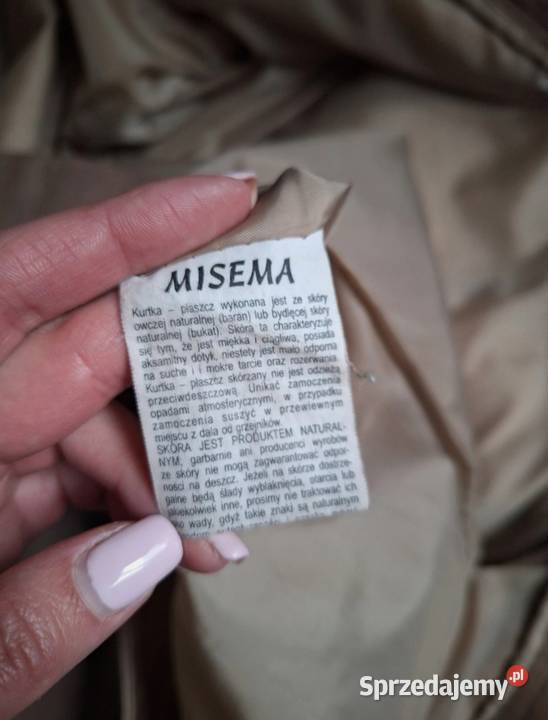 MISEMA
Kurtka – płaszcz wykonana jest ze skóry
owczej naturalnej (baran) lub bydlęcej skóry
naturalnej (bukat). Skóra ta charakteryzuje
się tym, że jest miękka i ciągliwa, posiada
aksamitny dotyk, niestety jest mało odporna
na suche i i mokre tarcie oraz rozerwania
Kurtka – płaszcz skórzany nie jest odzieżą
przeciwdeszczową. Unikać zamoczenia
opadami atmosferycznymi, w przypadku
zamoczenia suszyć w przewiewnym
miejscu z dala od grzejników.
SKÓRA JEST PRODUKTEM NATURAL-
NYM, garbarnie ani producenci wyrobów
ze skóry nie mogą zagwarantować odpor-
ności na deszcz. Jeżeli na skórze dostrze-
galne będą ślady wyblaknięcia, otarcia lub
jakiekolwiek inne, prosimy nie traktować ich
wady, gdyż takie znaki są naturalnym
Sprzedajemy.pl